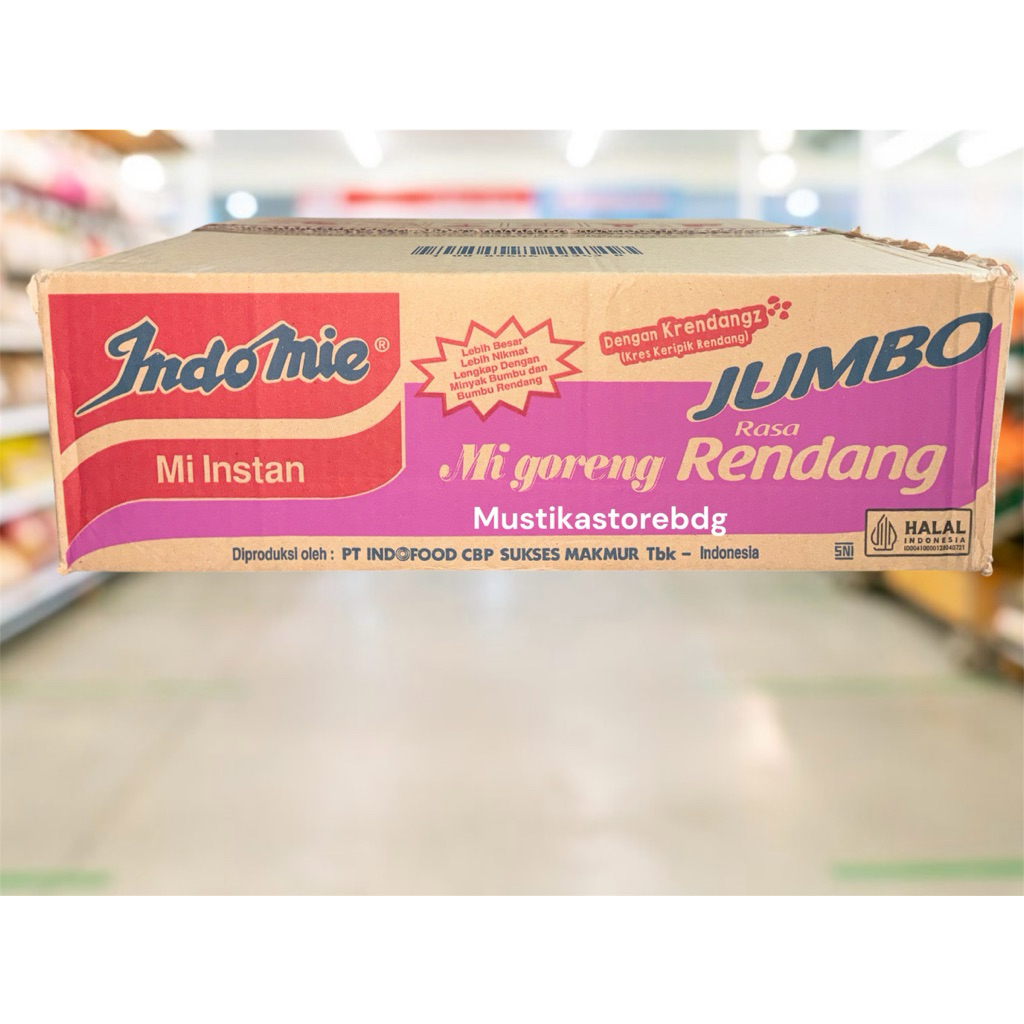 Indomie®
Mi Instan
Lebih Besar
Lebih Nikmat
Lengkap Dengan
Minyak Bumbu dan
Bumbu Rendang
Dengan Krendangz
(Kres Keripik Rendang)
JUMBO
Rasa
Mi goreng Rendang
Mustikastorebdg
Diproduksi oleh : PT INDOFOOD CBP SUKSES MAKMUR Tbk – Indonesia
SNI
HALAL
INDONESIA